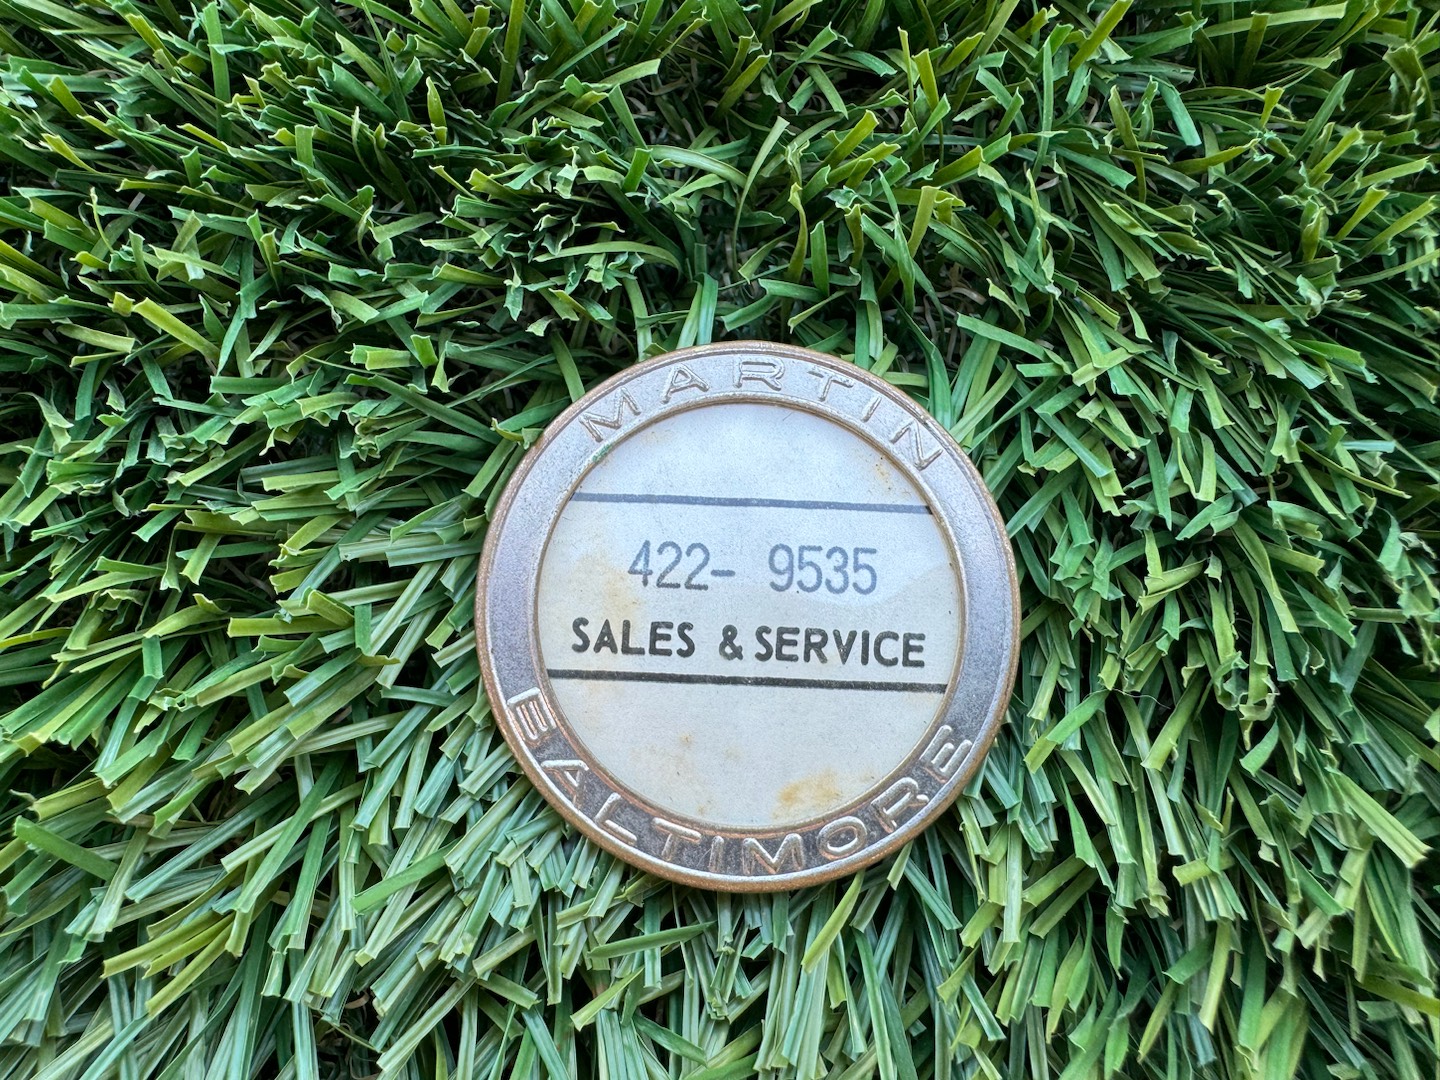 MARTIN
422- 9535
SALES & SERVICE
BALTIMORE